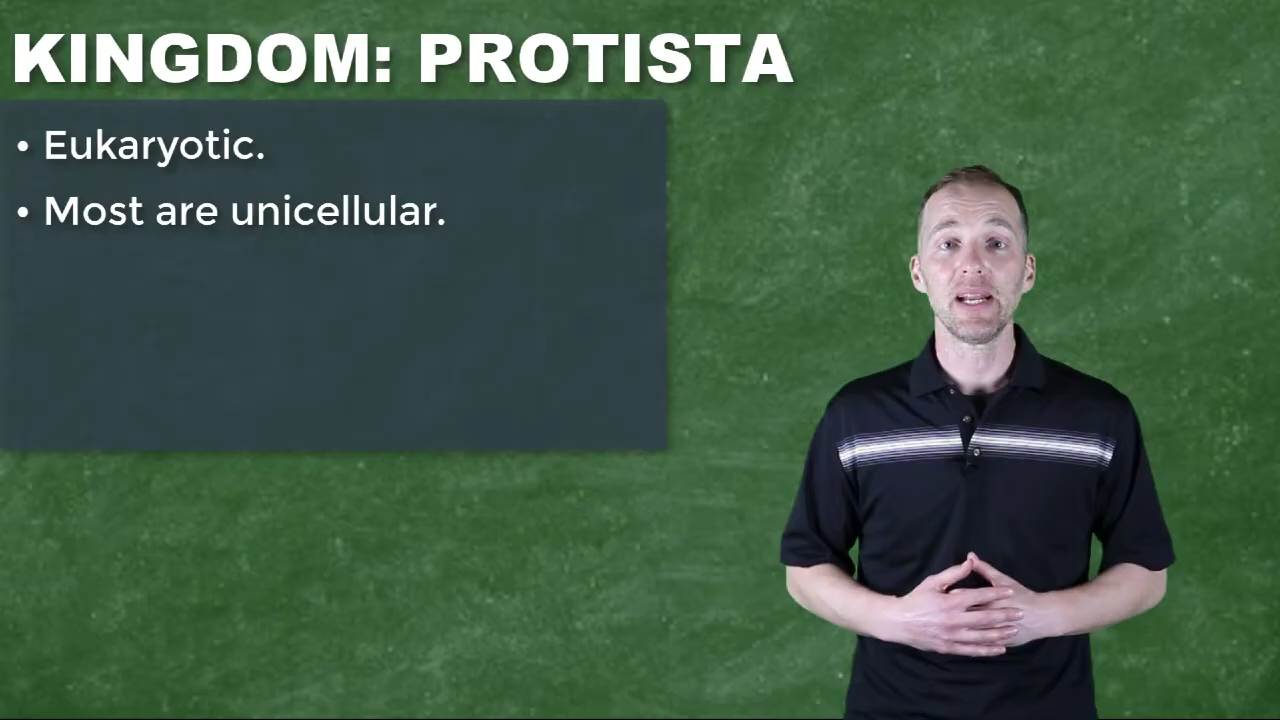 KINGDOM: PROTISTA
• Eukaryotic.
• Most are unicellular.